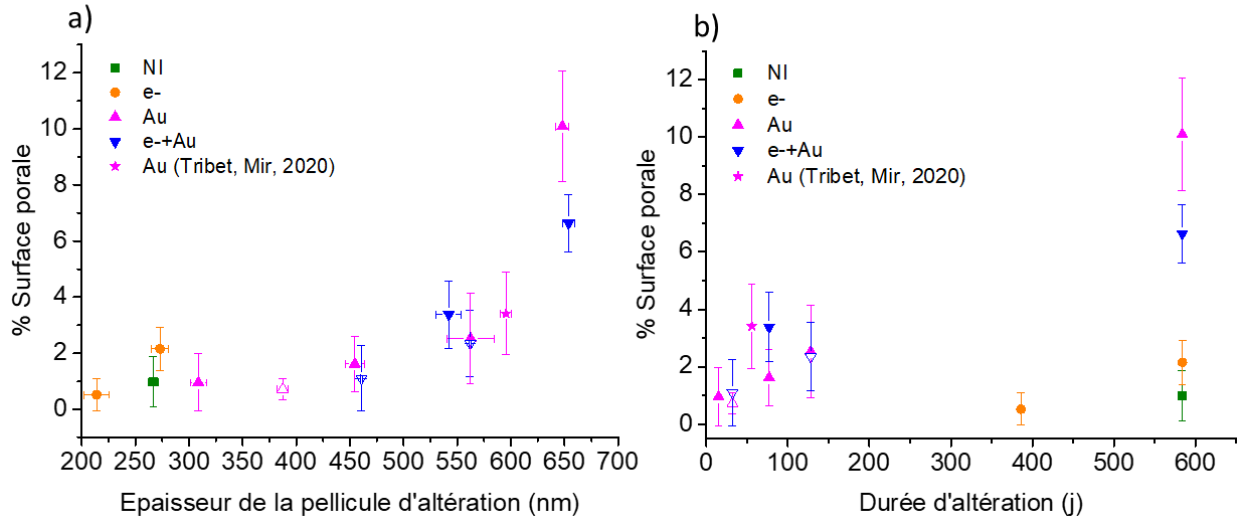 a)
% Surface porale
12
10
8
6
4
2
0
NI
e-
Au
e-+Au
Au (Tribet, Mir, 2020)
200 250 300 350 400 450 500 550 600 650 700
Epaisseur de la pellicule d'altération (nm)
b)
% Surface porale
12
10
8
6
4
2
0
NI
e-
Au
e-+Au
Au (Tribet, Mir, 2020)
0 100 200 300 400 500 600
Durée d'altération (j)